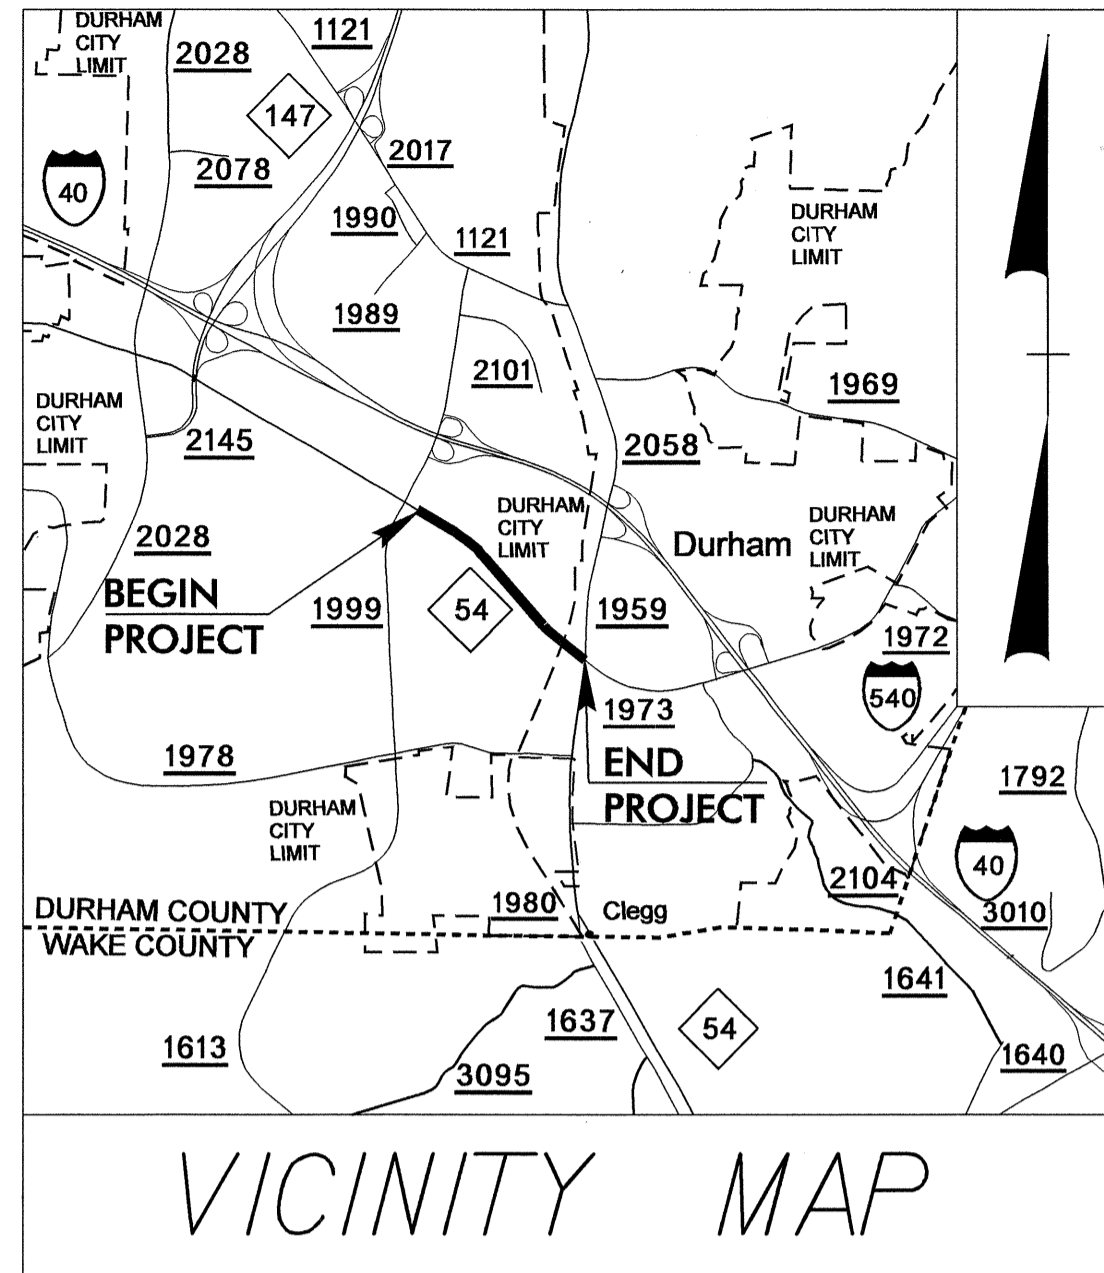 DURHAM
CITY
LIMIT
2028
1121
147
40
2078
2017
1990
1121
DURHAM
CITY
LIMIT
1989
2101
1969
DURHAM
CITY
LIMIT
2145
2058
DURHAM
CITY
LIMIT
DURHAM
CITY
LIMIT
Durham
2028
BEGIN
PROJECT
1999
54
1959
1972
540
1973
1978
END
PROJECT
1792
DURHAM
CITY
LIMIT
40
2104
1980
Clegg
3010
DURHAM COUNTY
WAKE COUNTY
1641
1637
54
1613
1640
3095
VICINITY MAP